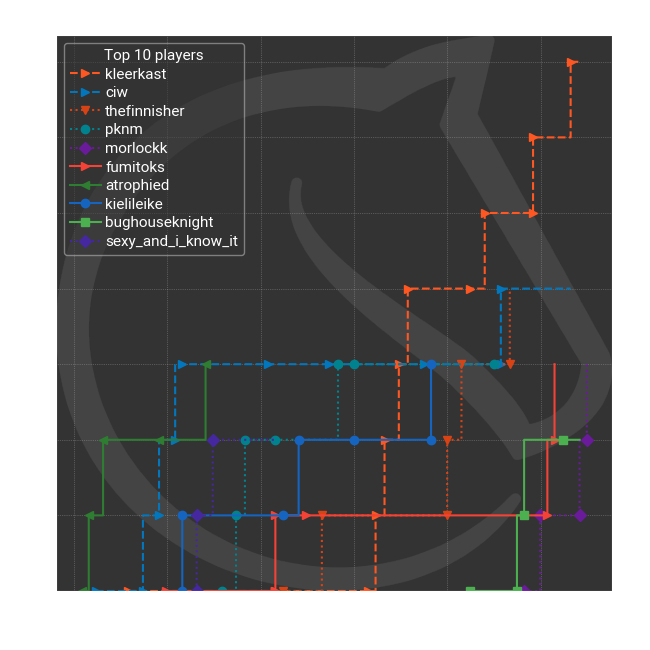 Top 10 players
kleerkast
ciw
thefinnisher
pknm
morlockk
fumitoks
atrophied
kielileike
bughouseknight
sexy_and_i_know_it